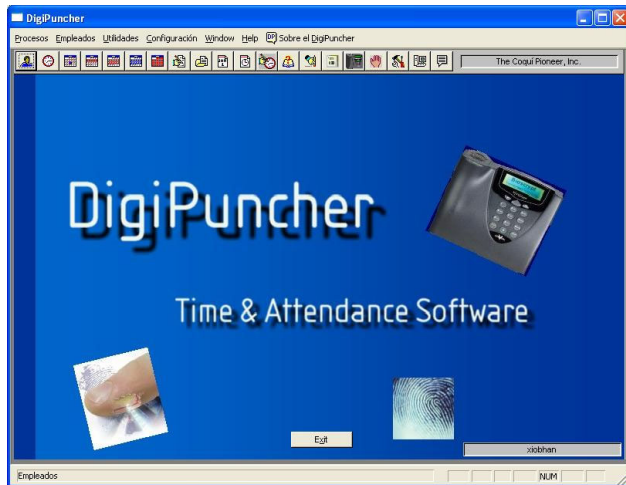 DigiPuncher
Procesos Empleados Utilidades Configuración Window Help DP Sobre el DigiPuncher
The Coquí Pioneer, Inc.
DigiPuncher
Time & Attendance Software
Exit
xiobhan
Empleados NUM